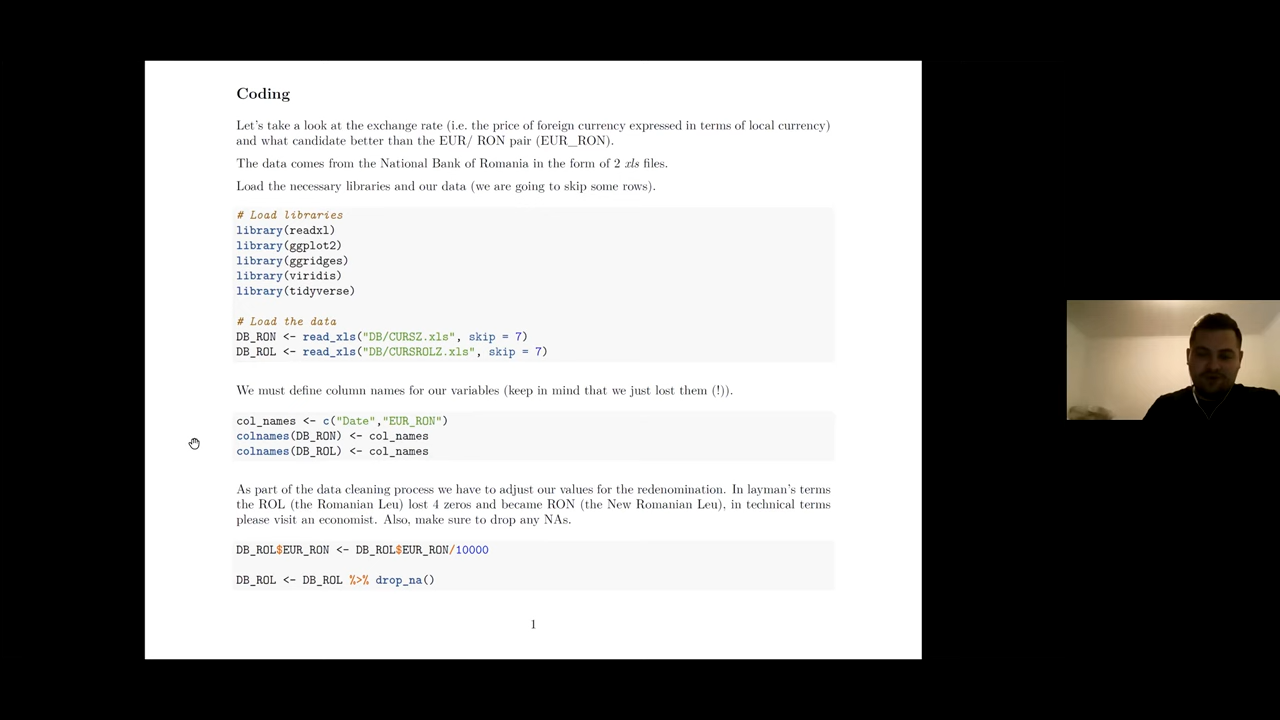 Coding
Let's take a look at the exchange rate (i.e. the price of foreign currency expressed in terms of local currency)
and what candidate better than the EUR/ RON pair (EUR_RON).
The data comes from the National Bank of Romania in the form of 2 xls files.
Load the necessary libraries and our data (we are going to skip some rows).
# Load libraries
library(readxl)
library(ggplot2)
library(ggridges)
library(viridis)
library(tidyverse)
# Load the data
DB_RON <- read_xls("DB/CURSZ.xls", skip = 7)
DB_ROL <- read_xls("DB/CURSROLZ.xls", skip = 7)
We must define column names for our variables (keep in mind that we just lost them (!)).
col_names <- c("Date","EUR_RON")
colnames(DB_RON) <- col_names
colnames(DB_ROL) <- col_names
As part of the data cleaning process we have to adjust our values for the redenomination. In layman's terms
the ROL (the Romanian Leu) lost 4 zeros and became RON (the New Romanian Leu), in technical terms
please visit an economist. Also, make sure to drop any NAs.
DB_ROL$EUR_RON <- DB_ROL$EUR_RON/10000
DB_ROL <- DB_ROL %>% drop_na()
1